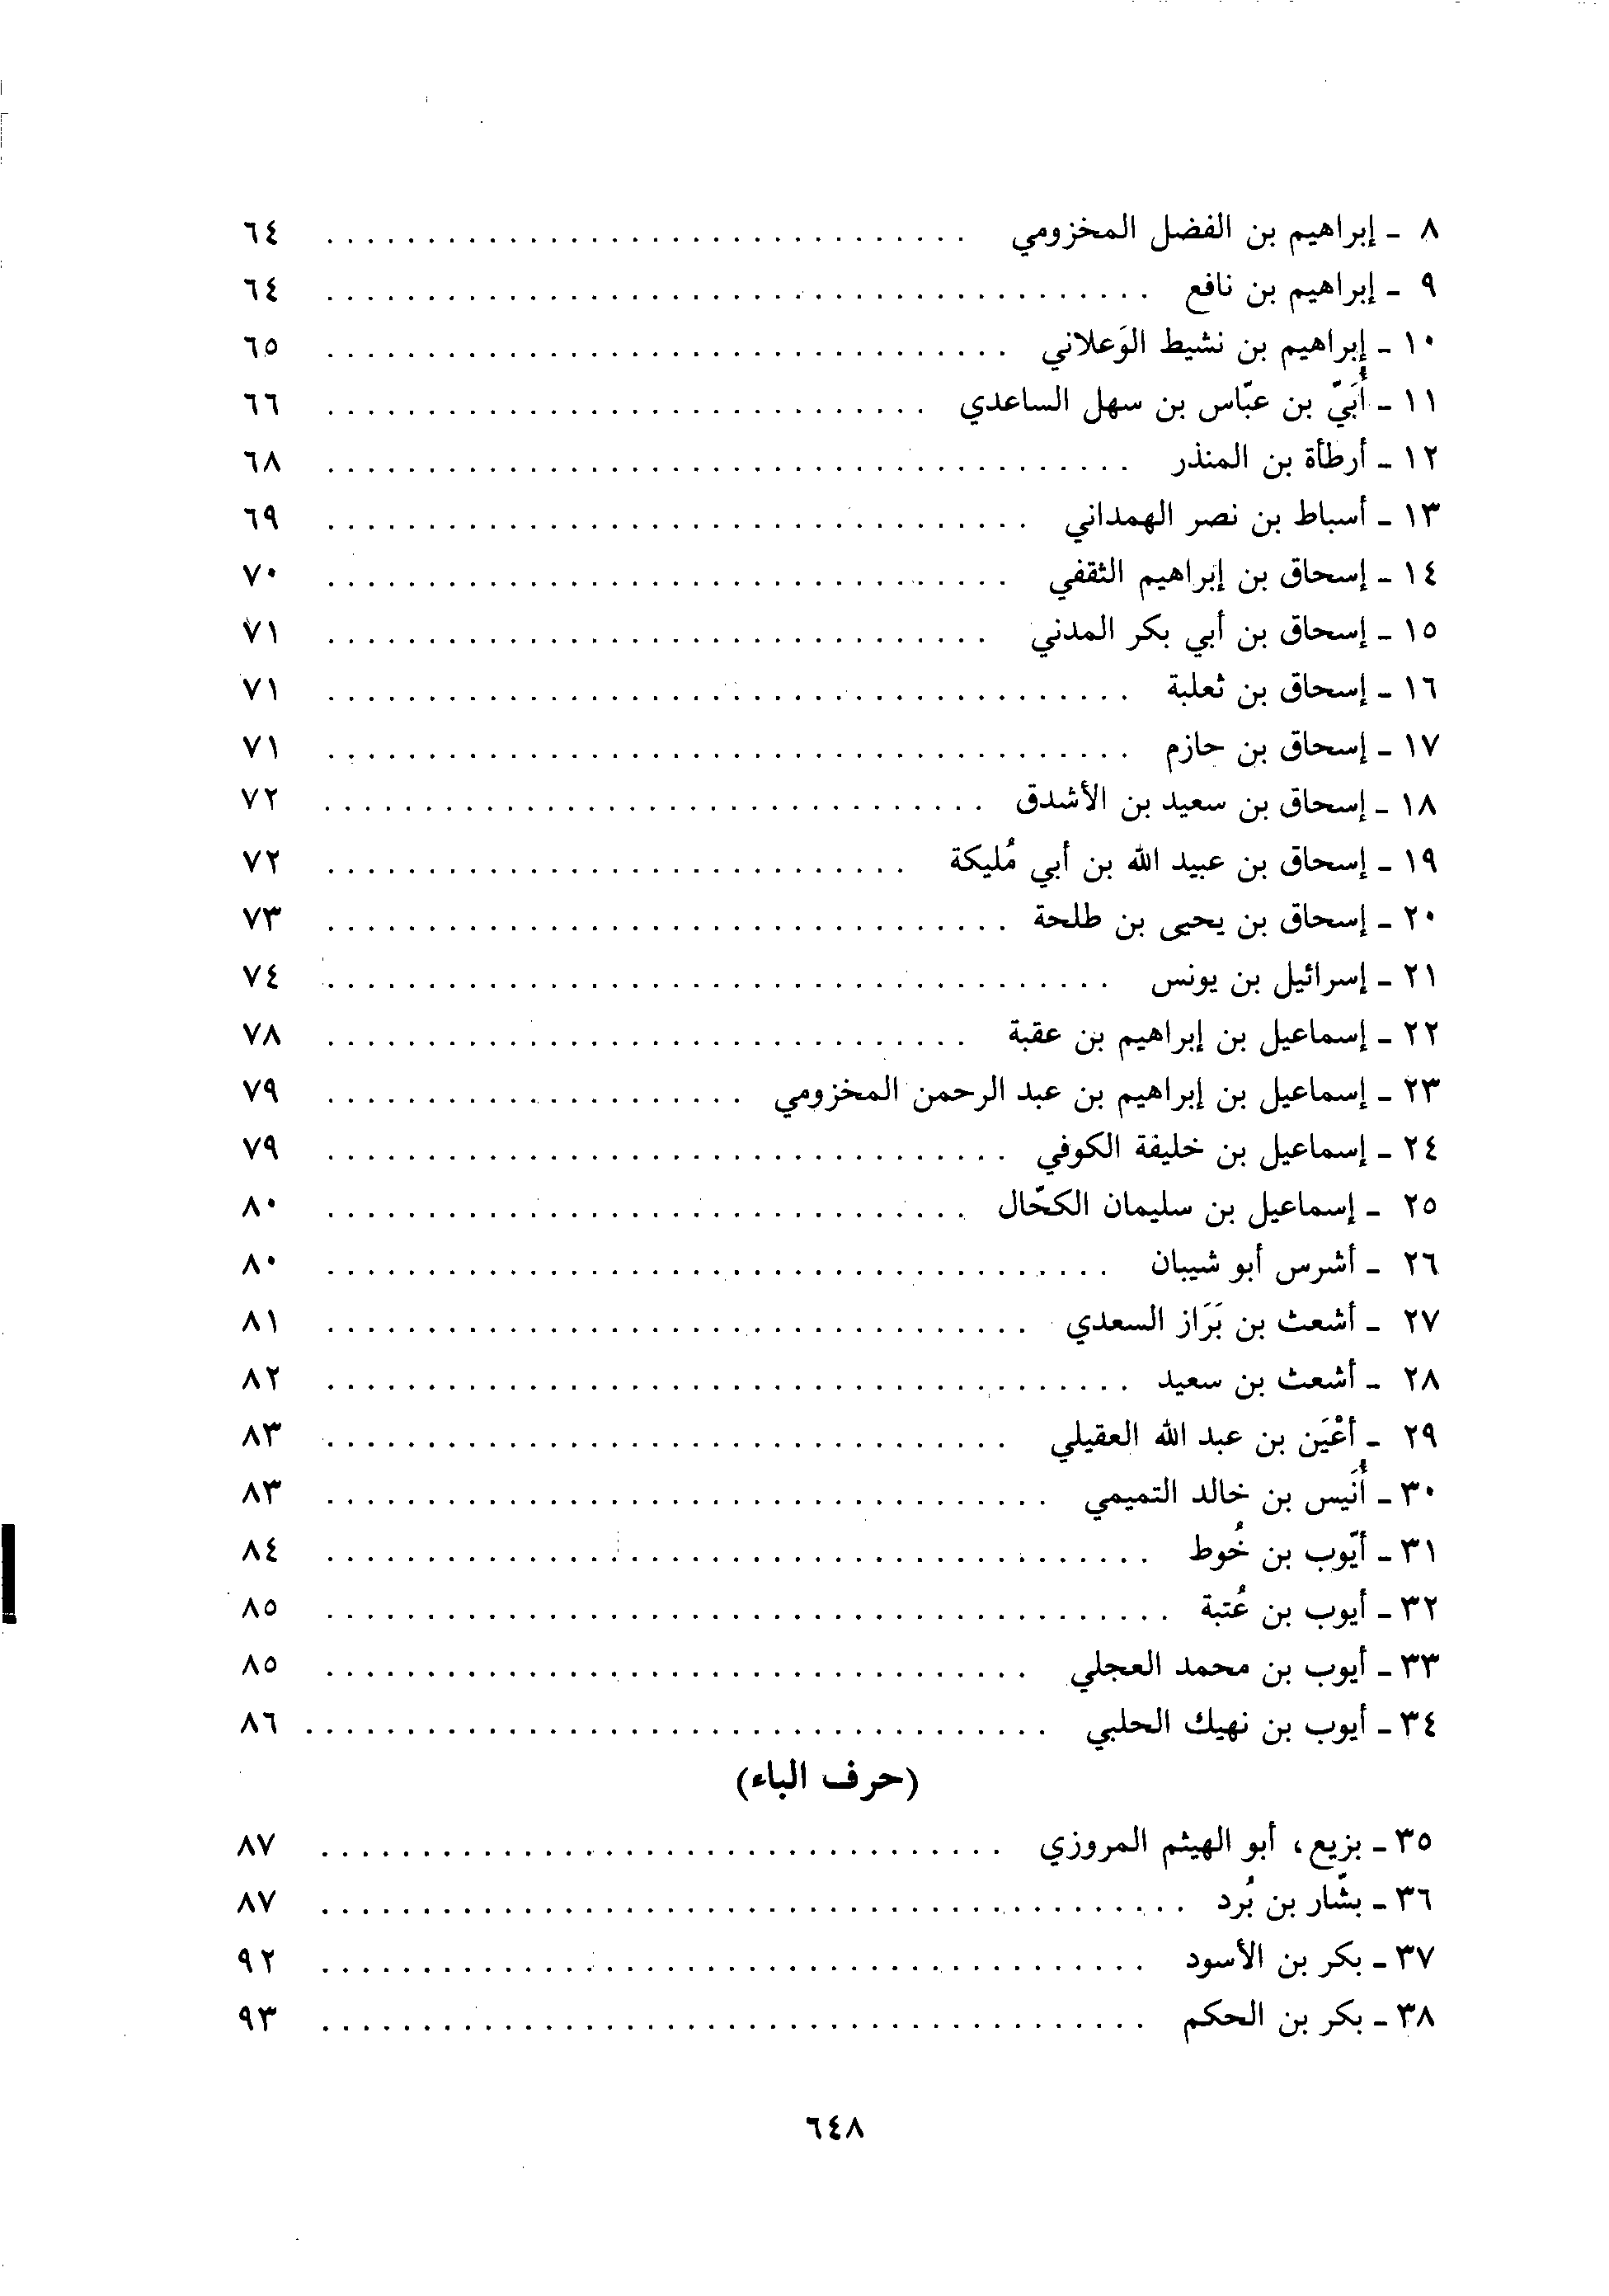 ٨ - إبراهيم بن الفضل المخزومي ................................ ٦٤
٩ - إبراهيم بن نافع ......................................... ٦٤
١٠ - إبراهيم بن نشيط الوَعلاني .................................. ٦٥
١١ - أُبَيّ بن عبّاس بن سهل الساعدي .............................. ٦٦
١٢ - أرطأة بن المنذر ........................................ ٦٨
١٣ - أسباط بن نصر الهمداني ................................... ٦٩
١٤ - إسحاق بن إبراهيم الثقفي .................................. ٧٠
١٥ - إسحاق بن أبي بكر المدني ................................. ٧١
١٦ - إسحاق بن ثعلبة ........................................ ٧١
١٧ - إسحاق بن حازم ........................................ ٧١
١٨ - إسحاق بن سعيد بن الأشدق ................................. ٧٢
١٩ - إسحاق بن عبيد الله بن أبي مُليكة ............................. ٧٢
٢٠ - إسحاق بن يحيى بن طلحة .................................. ٧٣
٢١ - إسرائيل بن يونس ....................................... ٧٤
٢٢ - إسماعيل بن إبراهيم بن عقبة ................................ ٧٨
٢٣ - إسماعيل بن إبراهيم بن عبد الرحمن المخزومي ..................... ٧٩
٢٤ - إسماعيل بن خليفة الكوفي .................................. ٧٩
٢٥ - إسماعيل بن سليمان الكحّال ................................ ٨٠
٢٦ - أشرس أبو شيبان ....................................... ٨٠
٢٧ - أشعث بن بَرَاز السعدي ................................... ٨١
٢٨ - أشعث بن سعيد ........................................ ٨٢
٢٩ - أعْيَن بن عبد الله العقيلي .................................. ٨٣
٣٠ - أُنَيس بن خالد التميمي .................................... ٨٣
٣١ - أيّوب بن خُوط ......................................... ٨٤
٣٢ - أيوب بن عُتبة .......................................... ٨٥
٣٣ - أيوب بن محمد العجلي ................................... ٨٥
٣٤ - أيوب بن نهيك الحلبي ..................................... ٨٦
(حرف الباء)
٣٥ - بزيع، أبو الهيثم المروزي .................................. ٨٧
٣٦ - بشّار بن بُرد ........................................... ٨٧
٣٧ - بكر بن الأسود ......................................... ٩٢
٣٨ - بكر بن الحكم ......................................... ٩٣
٦٤٨